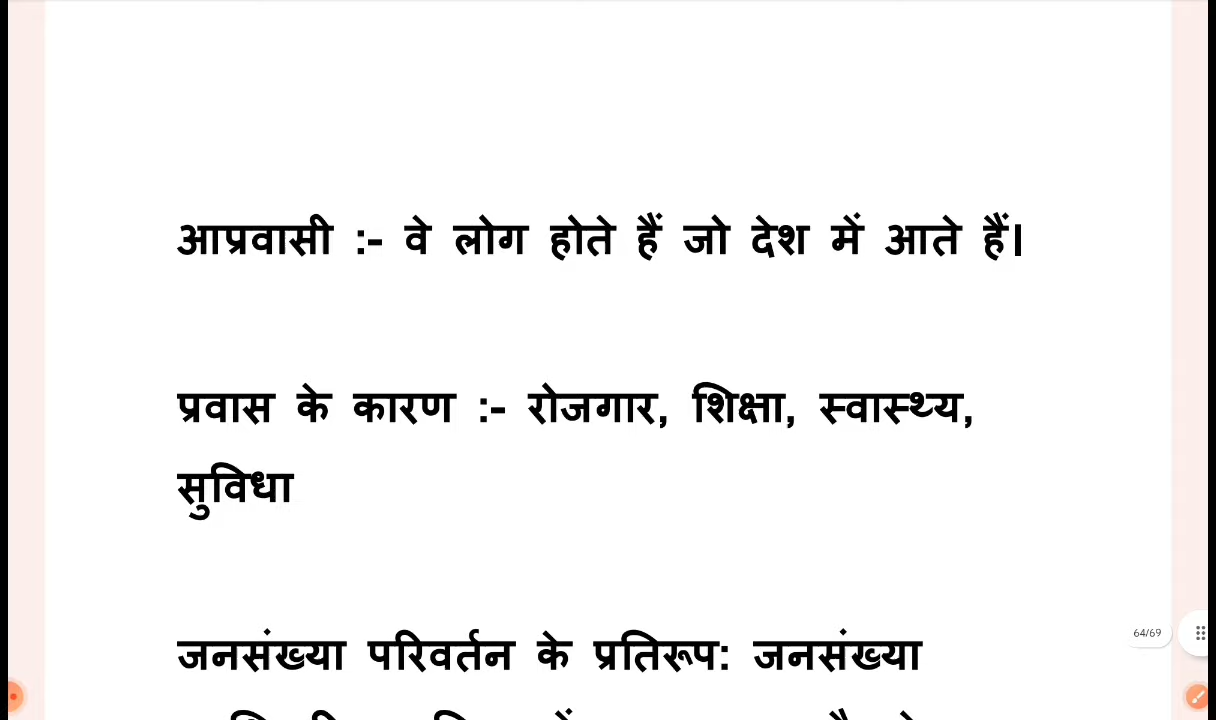 आप्रवासी :- वे लोग होते हैं जो देश में आते हैं।
प्रवास के कारण :- रोजगार, शिक्षा, स्वास्थ्य,
सुविधा
64/69
जनसंख्या परिवर्तन के प्रतिरूप: जनसंख्या